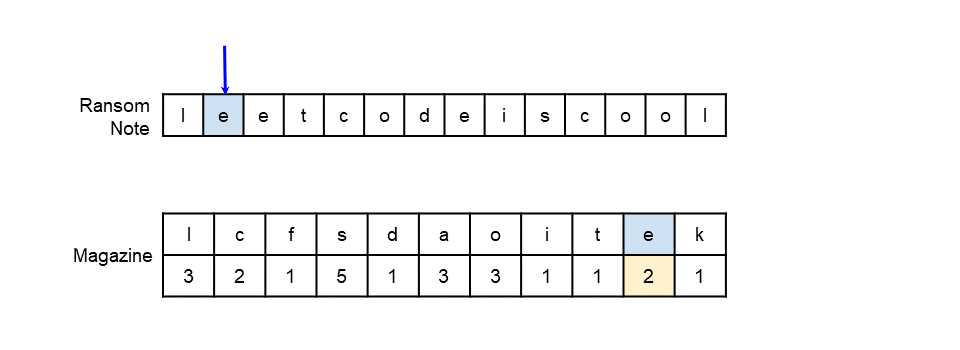 Ransom Note
l e e t c o d e i s c o o l
Magazine
l c f s d a o i t e k
3 2 1 5 1 3 3 1 1 2 1